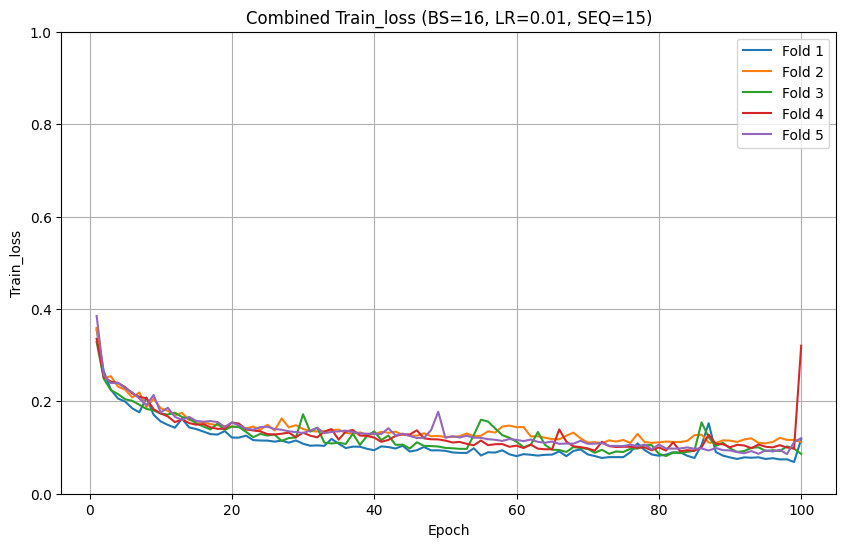 Combined Train_loss (BS=16, LR=0.01, SEQ=15)
Train_loss
1.0
0.8
0.6
0.4
0.2
0.0
Fold 1
Fold 2
Fold 3
Fold 4
Fold 5
0 20 40 60 80 100
Epoch